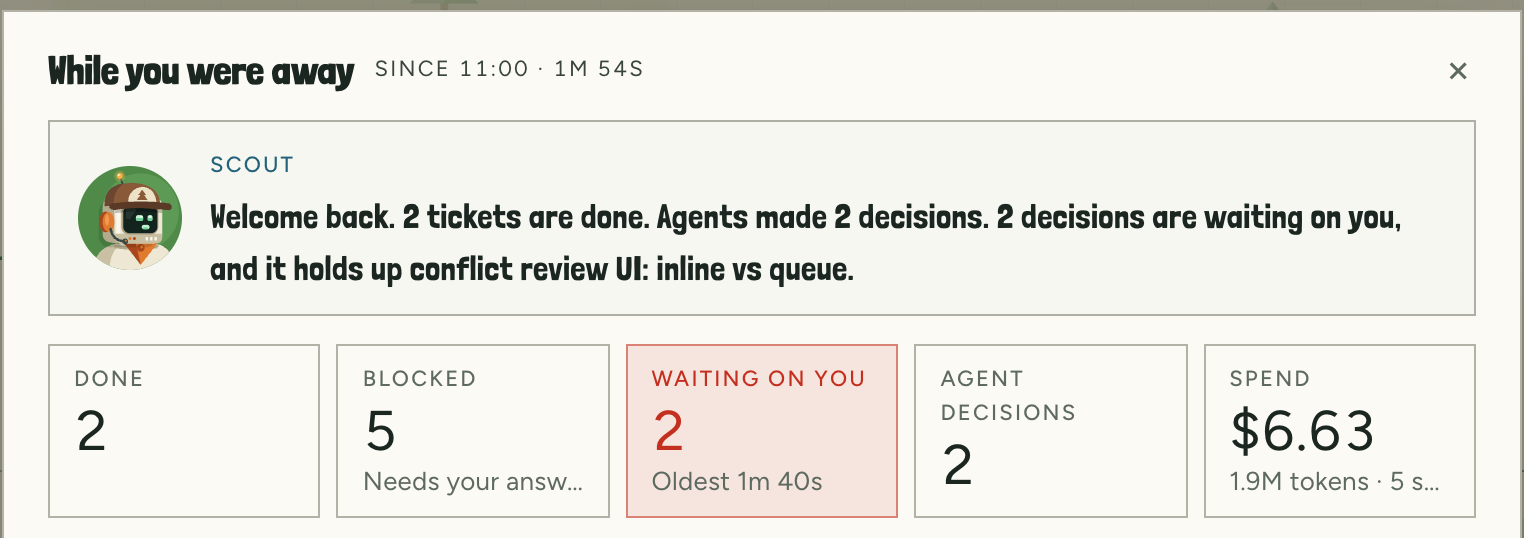 While you were away SINCE 11:00 · 1M 54S
SCOUT
Welcome back. 2 tickets are done. Agents made 2 decisions. 2 decisions are waiting on you,
and it holds up conflict review UI: inline vs queue.
DONE
2
BLOCKED
5
Needs your answ...
WAITING ON YOU
2
Oldest 1m 40s
AGENT
DECISIONS
2
SPEND
$6.63
1.9M tokens · 5 s...